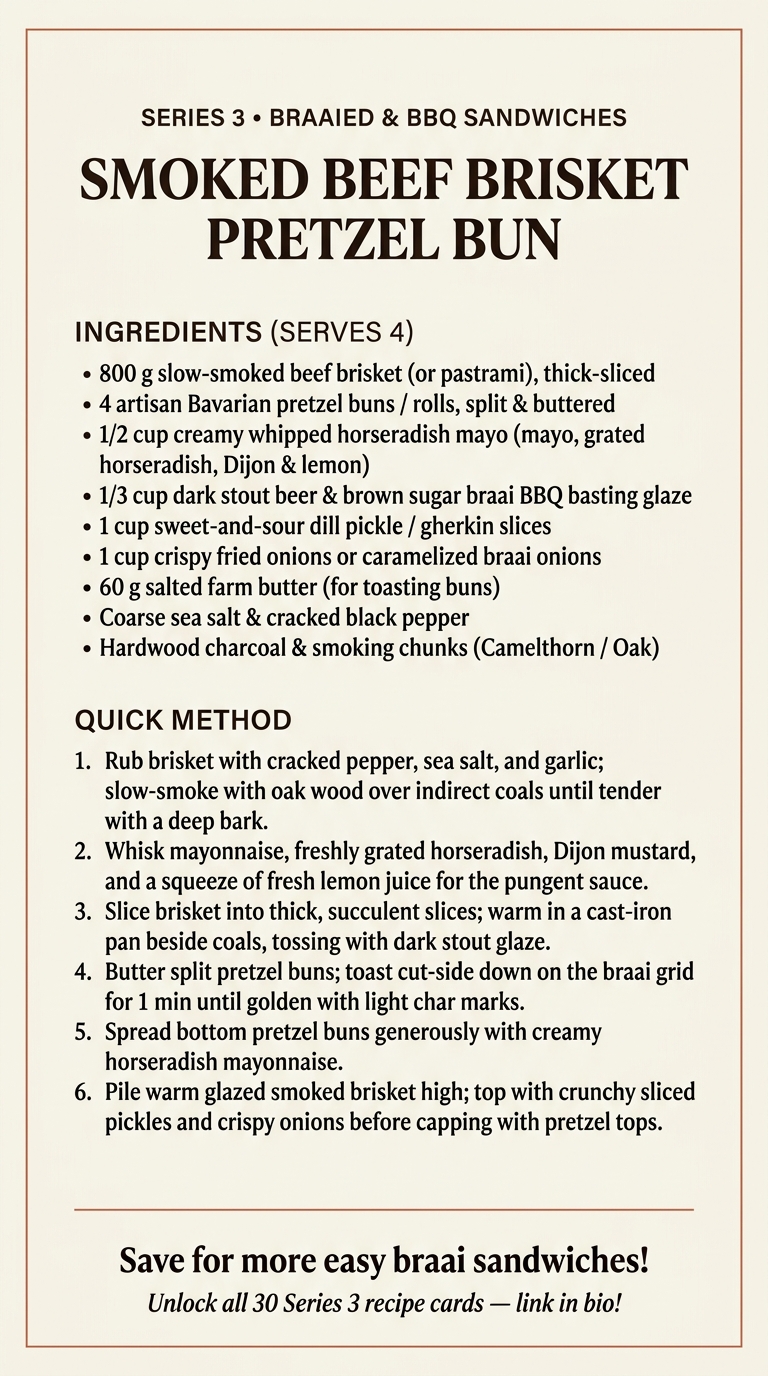 SERIES 3 • BRAAIED & BBQ SANDWICHES
SMOKED BEEF BRISKET
PRETZEL BUN
INGREDIENTS (SERVES 4)
• 800 g slow-smoked beef brisket (or pastrami), thick-sliced
• 4 artisan Bavarian pretzel buns / rolls, split & buttered
• 1/2 cup creamy whipped horseradish mayo (mayo, grated
horseradish, Dijon & lemon)
• 1/3 cup dark stout beer & brown sugar braai BBQ basting glaze
• 1 cup sweet-and-sour dill pickle / gherkin slices
• 1 cup crispy fried onions or caramelized braai onions
• 60 g salted farm butter (for toasting buns)
• Coarse sea salt & cracked black pepper
• Hardwood charcoal & smoking chunks (Camelthorn / Oak)
QUICK METHOD
1. Rub brisket with cracked pepper, sea salt, and garlic;
slow-smoke with oak wood over indirect coals until tender
with a deep bark.
2. Whisk mayonnaise, freshly grated horseradish, Dijon mustard,
and a squeeze of fresh lemon juice for the pungent sauce.
3. Slice brisket into thick, succulent slices; warm in a cast-iron
pan beside coals, tossing with dark stout glaze.
4. Butter split pretzel buns; toast cut-side down on the braai grid
for 1 min until golden with light char marks.
5. Spread bottom pretzel buns generously with creamy
horseradish mayonnaise.
6. Pile warm glazed smoked brisket high; top with crunchy sliced
pickles and crispy onions before capping with pretzel tops.
Save for more easy braai sandwiches!
Unlock all 30 Series 3 recipe cards — link in bio!